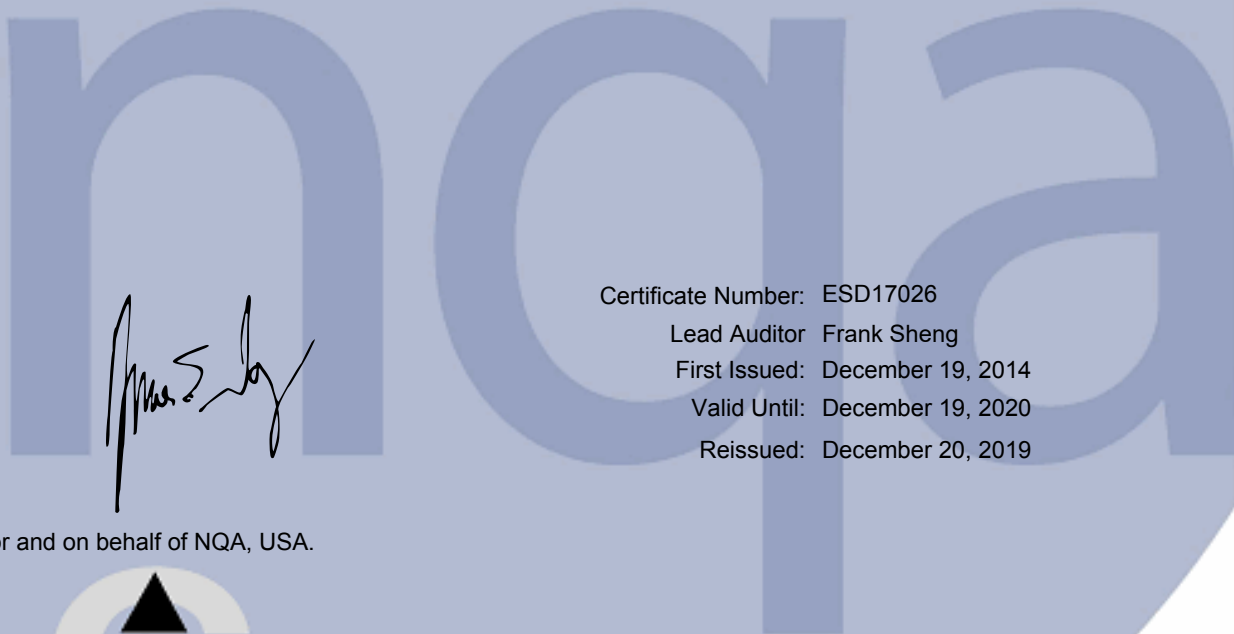 nqa
Certificate Number: ESD17026
Lead Auditor Frank Sheng
First Issued: December 19, 2014
Valid Until: December 19, 2020
Reissued: December 20, 2019
and on behalf of NQA, USA.